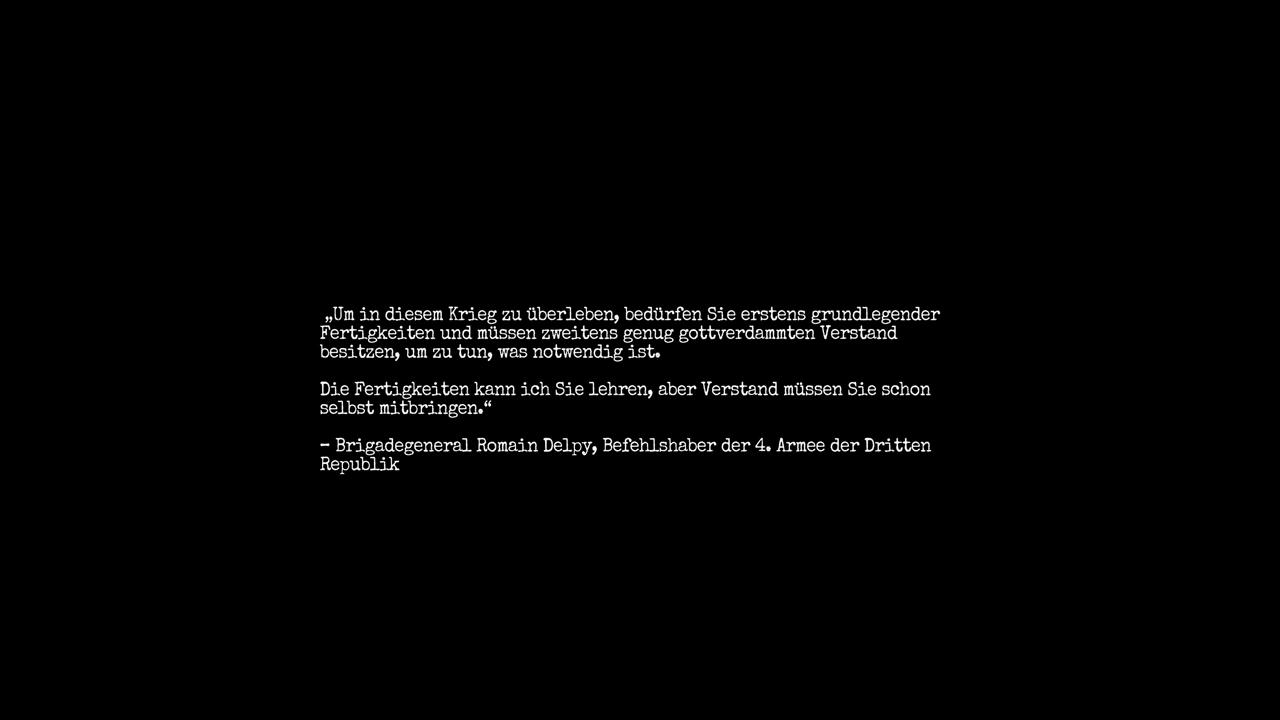 „Um in diesem Krieg zu überleben, bedürfen Sie erstens grundlegender
Fertigkeiten und müssen zweitens genug gottverdammten Verstand
besitzen, um zu tun, was notwendig ist.
Die Fertigkeiten kann ich Sie lehren, aber Verstand müssen Sie schon
selbst mitbringen.“
– Brigadegeneral Romain Delpy, Befehlshaber der 4. Armee der Dritten
Republik